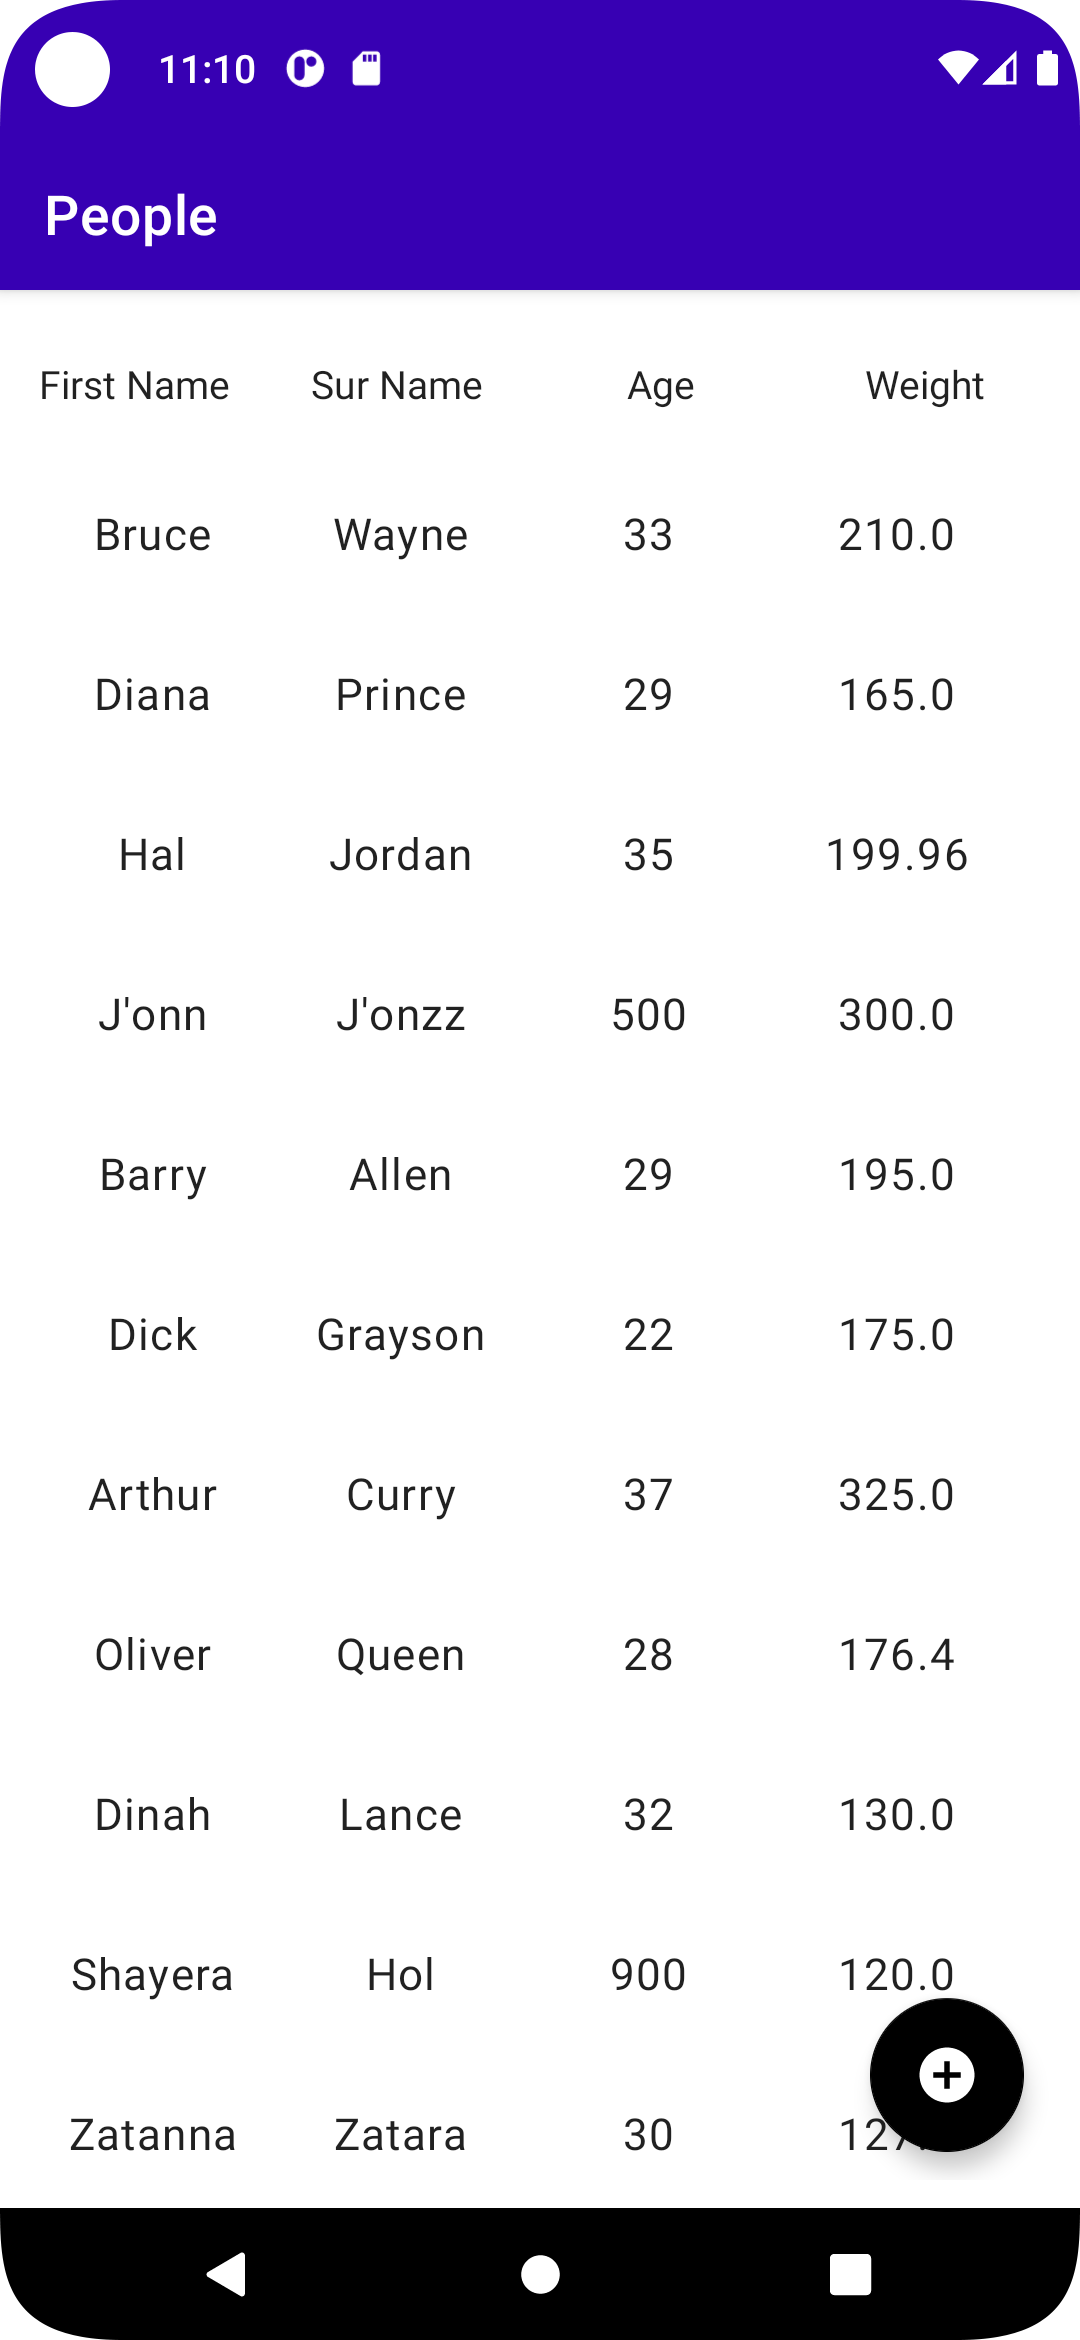 11:10
People
First Name Sur Name Age Weight
Bruce Wayne 33 210.0
Diana Prince 29 165.0
Hal Jordan 35 199.96
J'onn J'onzz 500 300.0
Barry Allen 29 195.0
Dick Grayson 22 175.0
Arthur Curry 37 325.0
Oliver Queen 28 176.4
Dinah Lance 32 130.0
Shayera Hol 900 120.0
Zatanna Zatara 30